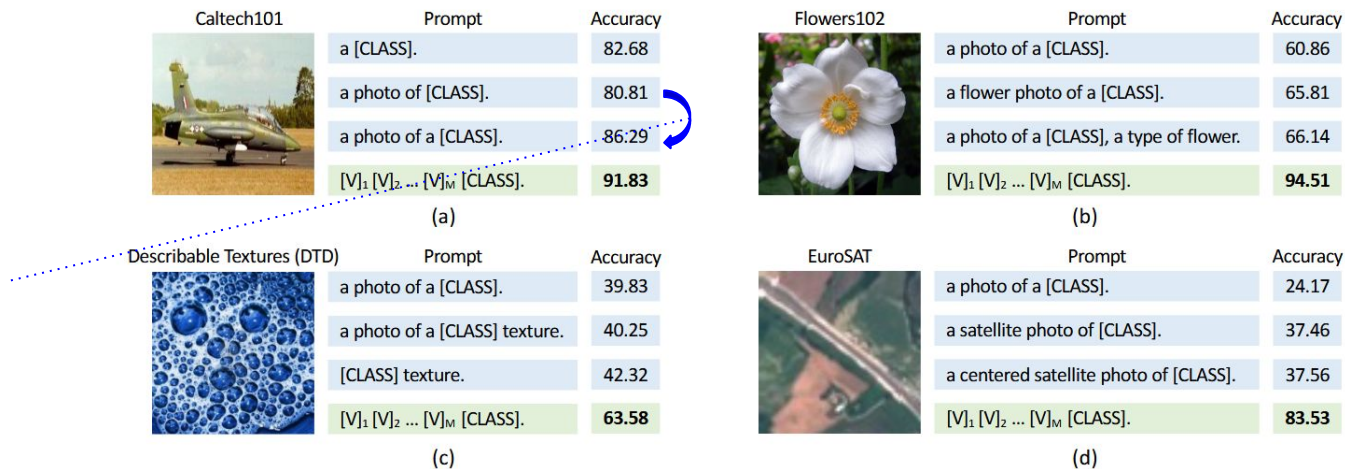 Caltech101 Prompt Accuracy
a [CLASS]. 82.68
a photo of [CLASS]. 80.81
a photo of a [CLASS]. 86.29
[V]₁ [V]₂ … [V]ₘ [CLASS]. 91.83
(a)
Flowers102 Prompt Accuracy
a photo of a [CLASS]. 60.86
a flower photo of a [CLASS]. 65.81
a photo of a [CLASS], a type of flower. 66.14
[V]₁ [V]₂ … [V]ₘ [CLASS]. 94.51
(b)
Describable Textures (DTD) Prompt Accuracy
a photo of a [CLASS]. 39.83
a photo of a [CLASS] texture. 40.25
[CLASS] texture. 42.32
[V]₁ [V]₂ … [V]ₘ [CLASS]. 63.58
(c)
EuroSAT Prompt Accuracy
a photo of a [CLASS]. 24.17
a satellite photo of [CLASS]. 37.46
a centered satellite photo of [CLASS]. 37.56
[V]₁ [V]₂ … [V]ₘ [CLASS]. 83.53
(d)